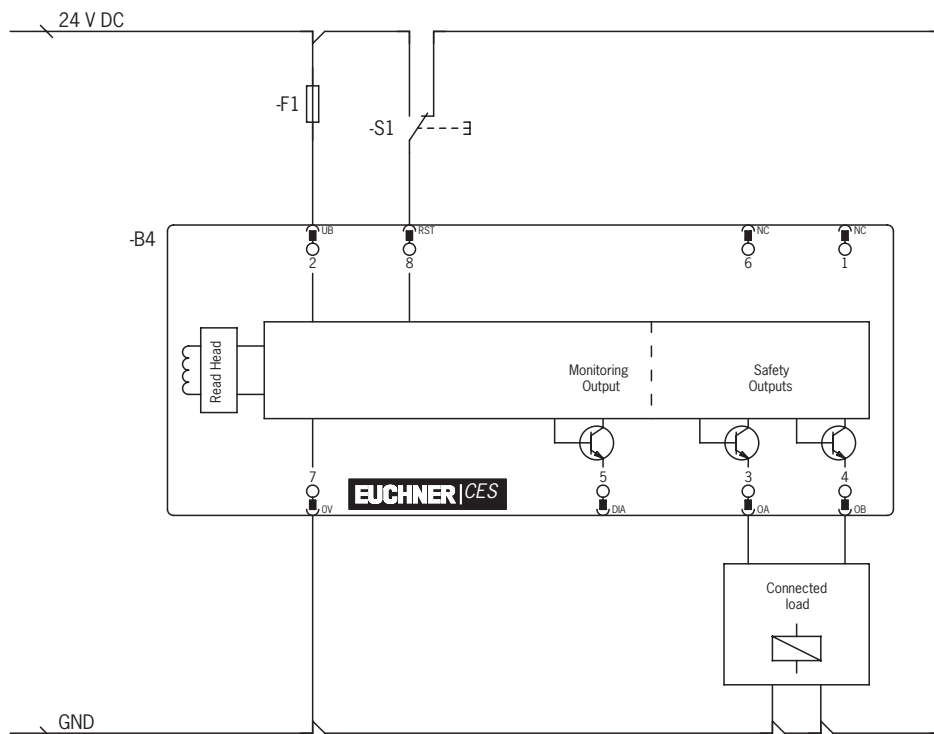 24 V DC
-F1
-S1
-B4
UB
RST
NC
NC
2
8
6
1
Read Head
Monitoring
Output
Safety
Outputs
7
5
3
4
EUCHNER CES
0V
DIA
OA
OB
Connected
load
GND